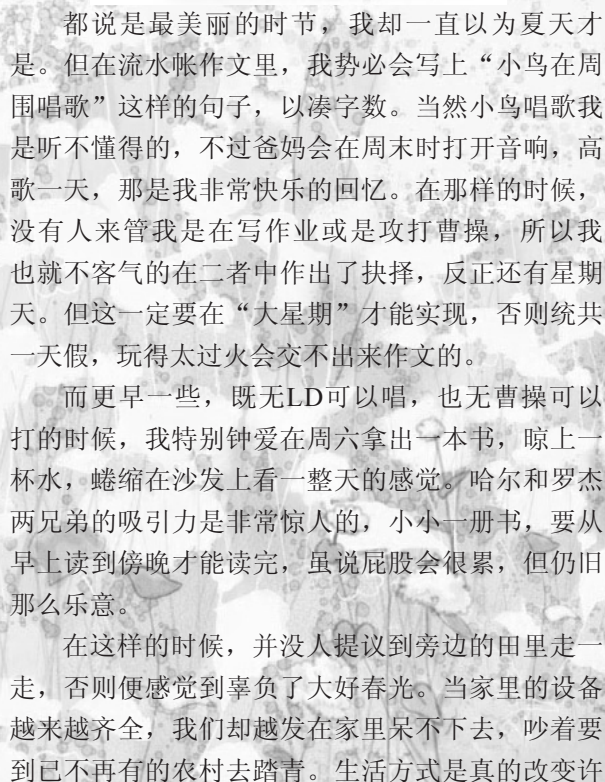 都说是最美丽的时节，我却一直以为夏天才
是。但在流水帐作文里，我势必会写上“小鸟在周
围唱歌”这样的句子，以凑字数。当然小鸟唱歌我
是听不懂得的，不过爸妈会在周末时打开音响，高
歌一天，那是我非常快乐的回忆。在那样的时候，
没有人来管我是在写作业或是攻打曹操，所以我
也就不客气的在二者中作出了抉择，反正还有星期
天。但这一定要在“大星期”才能实现，否则统共
一天假，玩得太过火会交不出来作文的。
而更早一些，既无LD可以唱，也无曹操可以
打的时候，我特别钟爱在周六拿出一本书，晾上一
杯水，蜷缩在沙发上看一整天的感觉。哈尔和罗杰
两兄弟的吸引力是非常惊人的，小小一册书，要从
早上读到傍晚才能读完，虽说屁股会很累，但仍旧
那么乐意。
在这样的时候，并没人提议到旁边的田里走一
走，否则便感觉到辜负了大好春光。当家里的设备
越来越齐全，我们却越发在家里呆不下去，吵着要
到已不再有的农村去踏青。生活方式是真的改变许